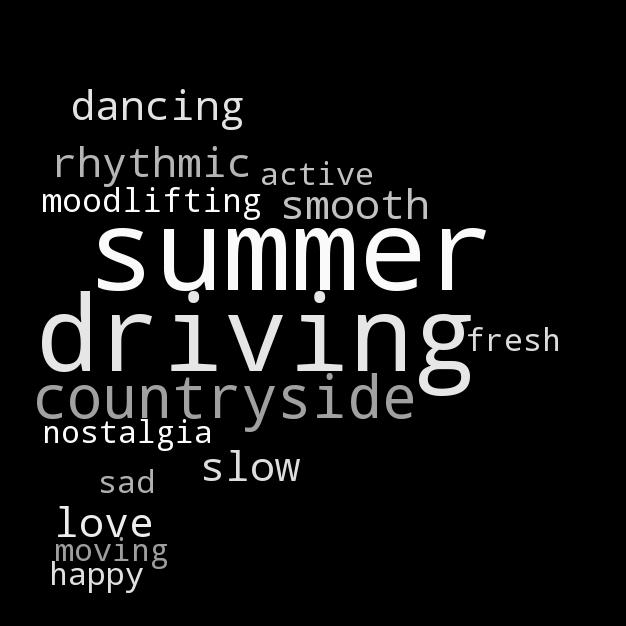 dancing
rhythmic
active
moodlifting
smooth
summer
driving
fresh
countryside
nostalgia
slow
sad
love
moving
happy